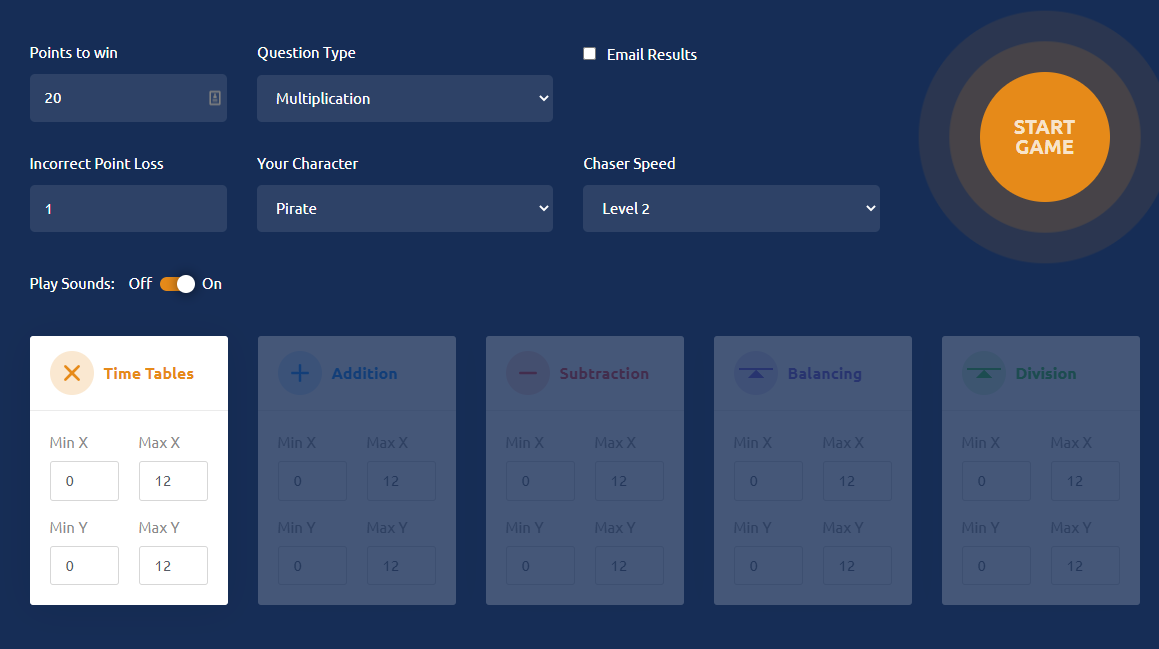 Points to win
Question Type
Email Results
20
Multiplication
START
GAME
Incorrect Point Loss
Your Character
Chaser Speed
1
Pirate
Level 2
Play Sounds: Off On
Time Tables
Addition
Subtraction
Balancing
Division
Min X Max X Min X Max X Min X Max X Min X Max X Min X Max X
0 12 0 12 0 12 0 12 0 12
Min Y Max Y Min Y Max Y Min Y Max Y Min Y Max Y Min Y Max Y
0 12 0 12 0 12 0 12 0 12